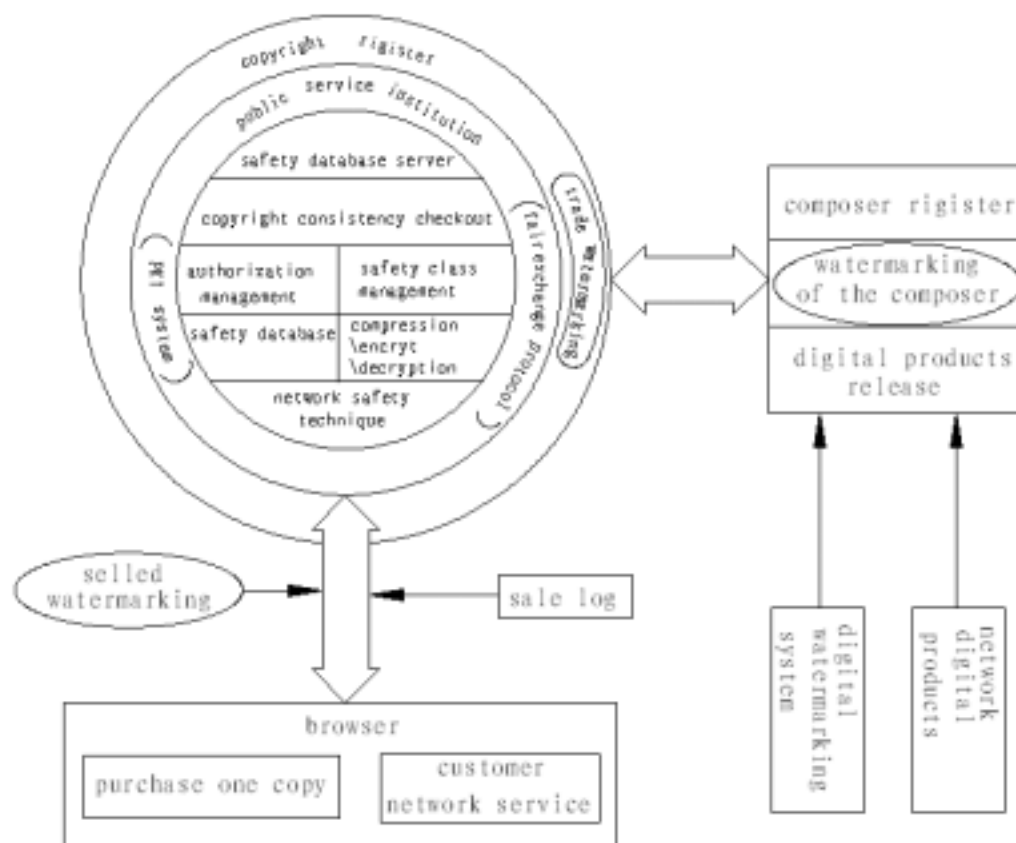 copyright rigister
public service institution
safety database server
copyright consistency checkout
authorization
management
safety class
management
safety database
compression
\encryt
\decryption
network safety
technique
(PKI system)
(fairexchange protocol)
trade watermarking
composer rigister
watermarking
of the composer
digital products
release
selled
watermarking
sale log
digital
watermarking
system
network
digital
products
browser
purchase one copy
customer
network service